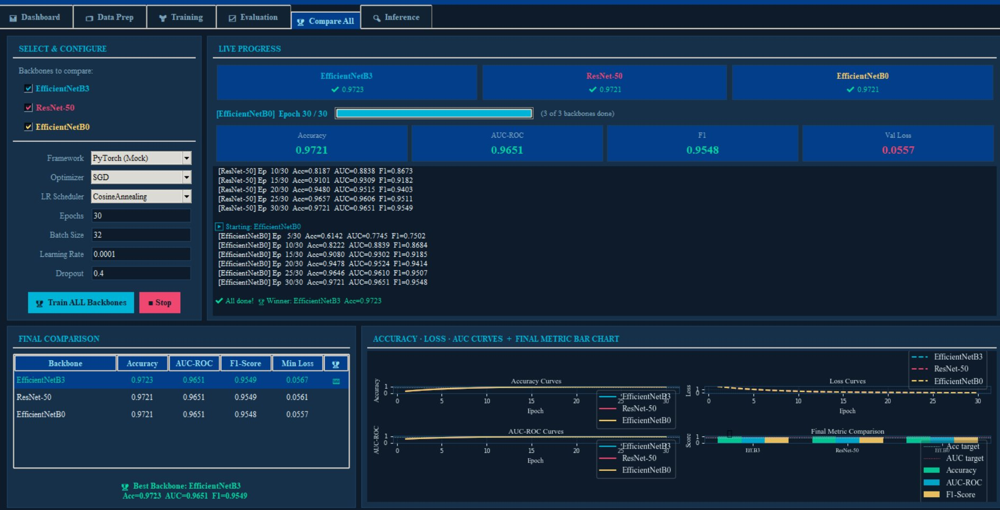 Dashboard
Data Prep
Training
Evaluation
Compare All
Inference
SELECT & CONFIGURE
Backbones to compare:
EfficientNetB3
ResNet-50
EfficientNetB0
Framework PyTorch (Mock)
Optimizer SGD
LR Scheduler CosineAnnealing
Epochs 30
Batch Size 32
Learning Rate 0.0001
Dropout 0.4
Train ALL Backbones
■ Stop
LIVE PROGRESS
EfficientNetB3
✔ 0.9723
ResNet-50
✔ 0.9721
EfficientNetB0
✔ 0.9721
[EfficientNetB0] Epoch 30 / 30 (3 of 3 backbones done)
Accuracy
0.9721
AUC-ROC
0.9651
F1
0.9548
Val Loss
0.0557
[ResNet-50] Ep 10/30 Acc=0.8187 AUC=0.8838 F1=0.8673
[ResNet-50] Ep 15/30 Acc=0.9101 AUC=0.9309 F1=0.9182
[ResNet-50] Ep 20/30 Acc=0.9480 AUC=0.9515 F1=0.9403
[ResNet-50] Ep 25/30 Acc=0.9657 AUC=0.9606 F1=0.9511
[ResNet-50] Ep 30/30 Acc=0.9721 AUC=0.9651 F1=0.9549
Starting: EfficientNetB0
[EfficientNetB0] Ep 5/30 Acc=0.6142 AUC=0.7745 F1=0.7502
[EfficientNetB0] Ep 10/30 Acc=0.8222 AUC=0.8839 F1=0.8684
[EfficientNetB0] Ep 15/30 Acc=0.9080 AUC=0.9302 F1=0.9185
[EfficientNetB0] Ep 20/30 Acc=0.9478 AUC=0.9524 F1=0.9414
[EfficientNetB0] Ep 25/30 Acc=0.9646 AUC=0.9610 F1=0.9507
[EfficientNetB0] Ep 30/30 Acc=0.9721 AUC=0.9651 F1=0.9548
✔ All done! Winner: EfficientNetB3 Acc=0.9723
FINAL COMPARISON
Backbone Accuracy AUC-ROC F1-Score Min Loss
EfficientNetB3 0.9723 0.9651 0.9549 0.0567
ResNet-50 0.9721 0.9651 0.9549 0.0561
EfficientNetB0 0.9721 0.9651 0.9548 0.0557
Best Backbone: EfficientNetB3
Acc=0.9723 AUC=0.9651 F1=0.9549
ACCURACY · LOSS · AUC CURVES + FINAL METRIC BAR CHART
Accuracy Curves
Accuracy
1
0
0 5 10 15 20 25 30
Epoch
EfficientNetB3
ResNet-50
EfficientNetB0
Loss Curves
Loss
1
0
0 5 10 15 20 25 30
Epoch
EfficientNetB3
ResNet-50
EfficientNetB0
AUC-ROC Curves
AUC-ROC
1
0
0 5 10 15 20 25 30
Epoch
EfficientNetB3
ResNet-50
EfficientNetB0
Final Metric Comparison
Score
1
0
Eff.B3 ResNet-50 Eff.B0
Acc target
AUC target
Accuracy
AUC-ROC
F1-Score